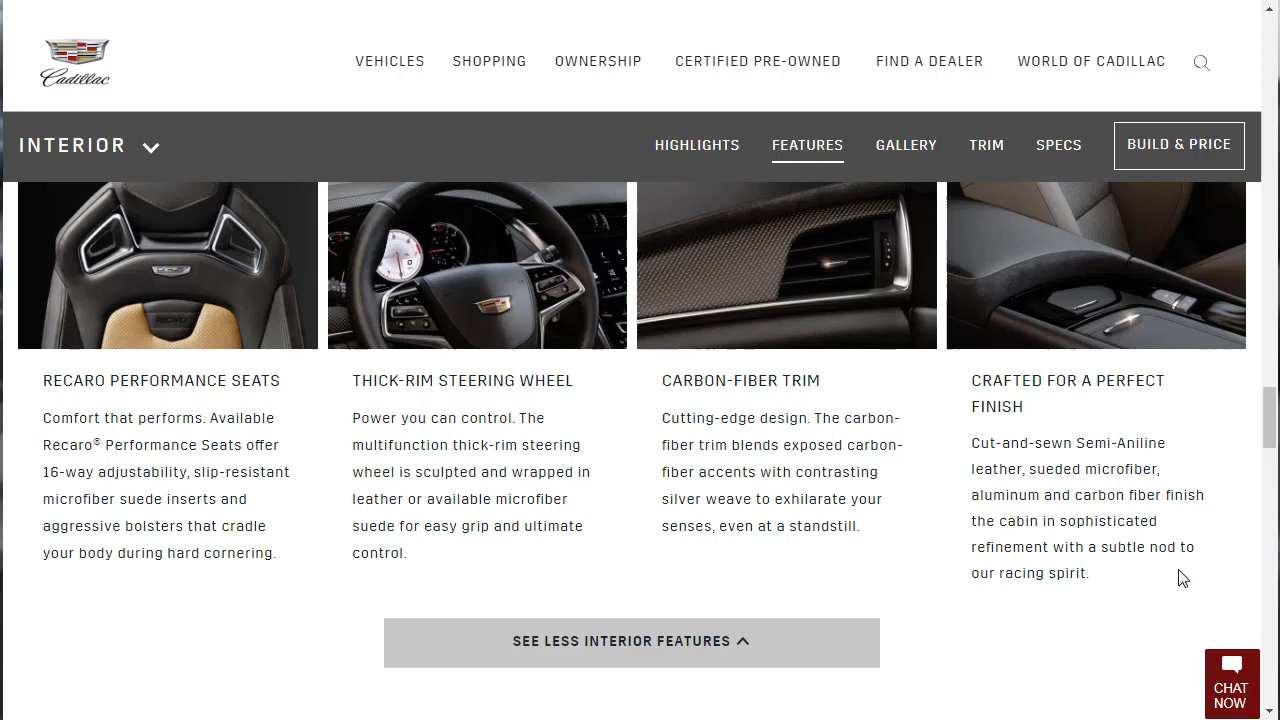 Cadillac
VEHICLES SHOPPING OWNERSHIP CERTIFIED PRE-OWNED FIND A DEALER WORLD OF CADILLAC
INTERIOR HIGHLIGHTS FEATURES GALLERY TRIM SPECS BUILD & PRICE
RECARO
RECARO PERFORMANCE SEATS
Comfort that performs. Available
Recaro® Performance Seats offer
16-way adjustability, slip-resistant
microfiber suede inserts and
aggressive bolsters that cradle
your body during hard cornering.
THICK-RIM STEERING WHEEL
Power you can control. The
multifunction thick-rim steering
wheel is sculpted and wrapped in
leather or available microfiber
suede for easy grip and ultimate
control.
CARBON-FIBER TRIM
Cutting-edge design. The carbon-
fiber trim blends exposed carbon-
fiber accents with contrasting
silver weave to exhilarate your
senses, even at a standstill.
CRAFTED FOR A PERFECT
FINISH
Cut-and-sewn Semi-Aniline
leather, sueded microfiber,
aluminum and carbon fiber finish
the cabin in sophisticated
refinement with a subtle nod to
our racing spirit.
SEE LESS INTERIOR FEATURES
CHAT
NOW